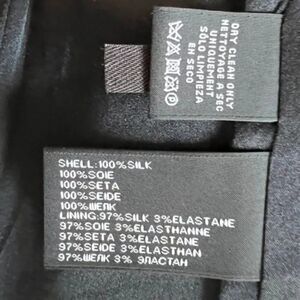 DRY CLEAN ONLY
NETTOYAGE A SEC
UNIQUEMENT
SOLO LIMPIEZA
EN SECO
SHELL:100%SILK
100%SOIE
100%SETA
100%SEIDE
100%ШЕЛК
LINING:97%SILK 3%ELASTANE
97%SOIE 3%ELASTHANNE
97%SETA 3%ELASTANE
97%SEIDE 3%ELASTHAN
97%ШЕЛК 3% ЭЛАСТАН